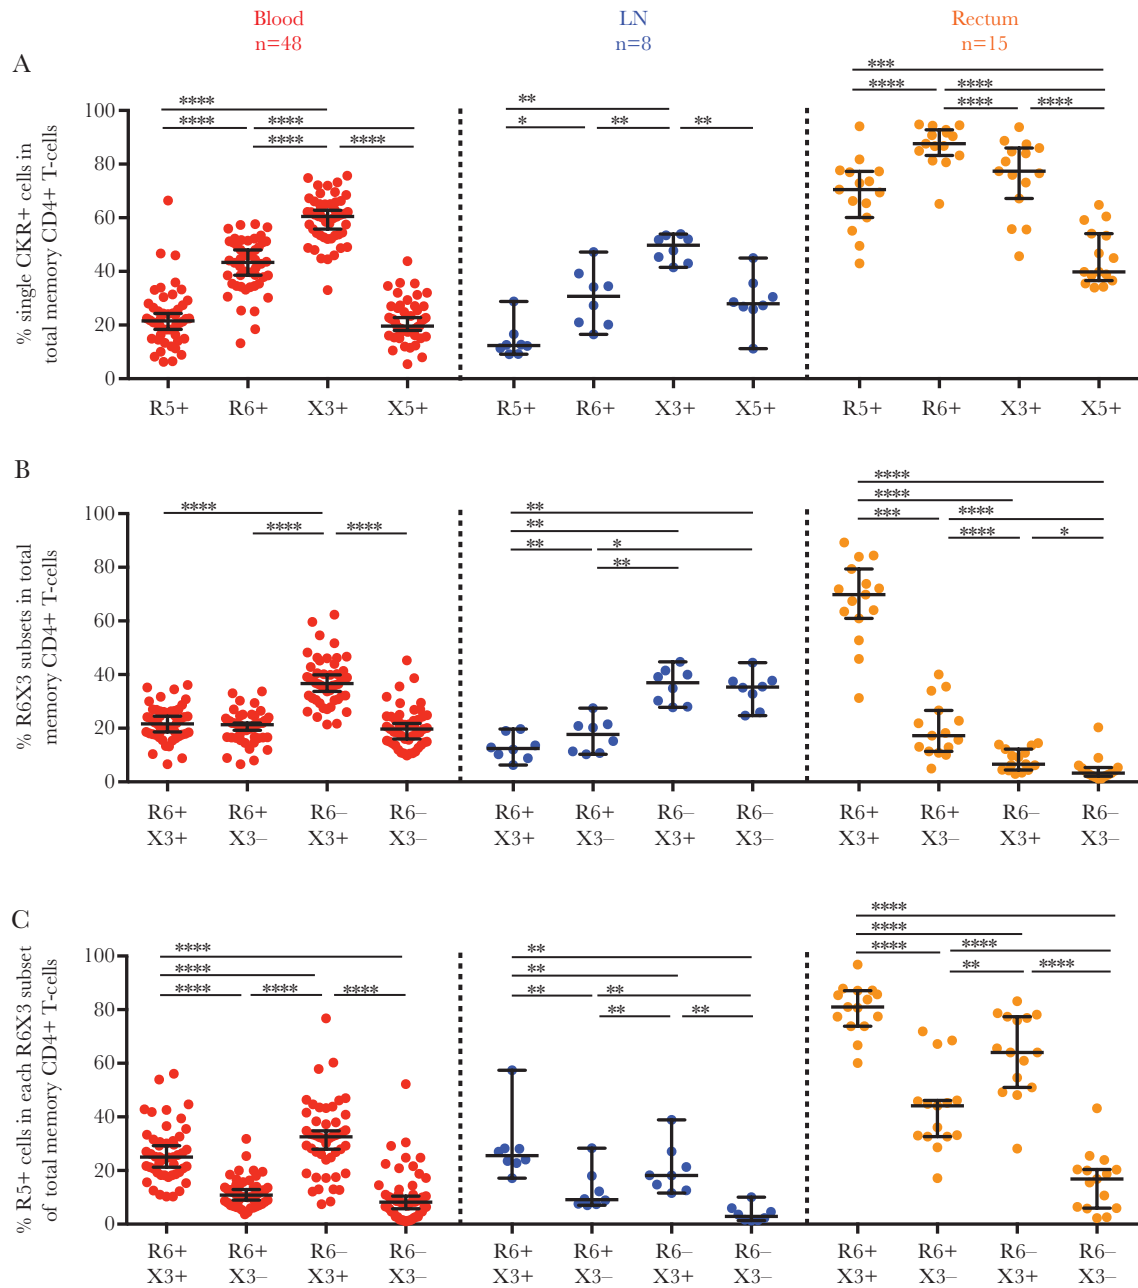 Blood
n=48
LN
n=8
Rectum
n=15
A
% single CKR+ cells in
total memory CD4+ T-cells
100
80
60
40
20
0
****
****
****
****
****
**
*
**
**
***
****
****
****
****
R5+ R6+ X3+ X5+
R5+ R6+ X3+ X5+
R5+ R6+ X3+ X5+
B
% R6X3 subsets in total
memory CD4+ T-cells
100
80
60
40
20
0
****
****
****
**
**
**
*
**
****
****
***
****
****
*
R6+ R6+ R6– R6–
X3+ X3– X3+ X3–
R6+ R6+ R6– R6–
X3+ X3– X3+ X3–
R6+ R6+ R6– R6–
X3+ X3– X3+ X3–
C
% R5+ cells in each R6X3 subset
of total memory CD4+ T-cells
100
80
60
40
20
0
****
****
****
****
****
**
**
**
**
**
**
****
****
****
****
**
****
R6+ R6+ R6– R6–
X3+ X3– X3+ X3–
R6+ R6+ R6– R6–
X3+ X3– X3+ X3–
R6+ R6+ R6– R6–
X3+ X3– X3+ X3–